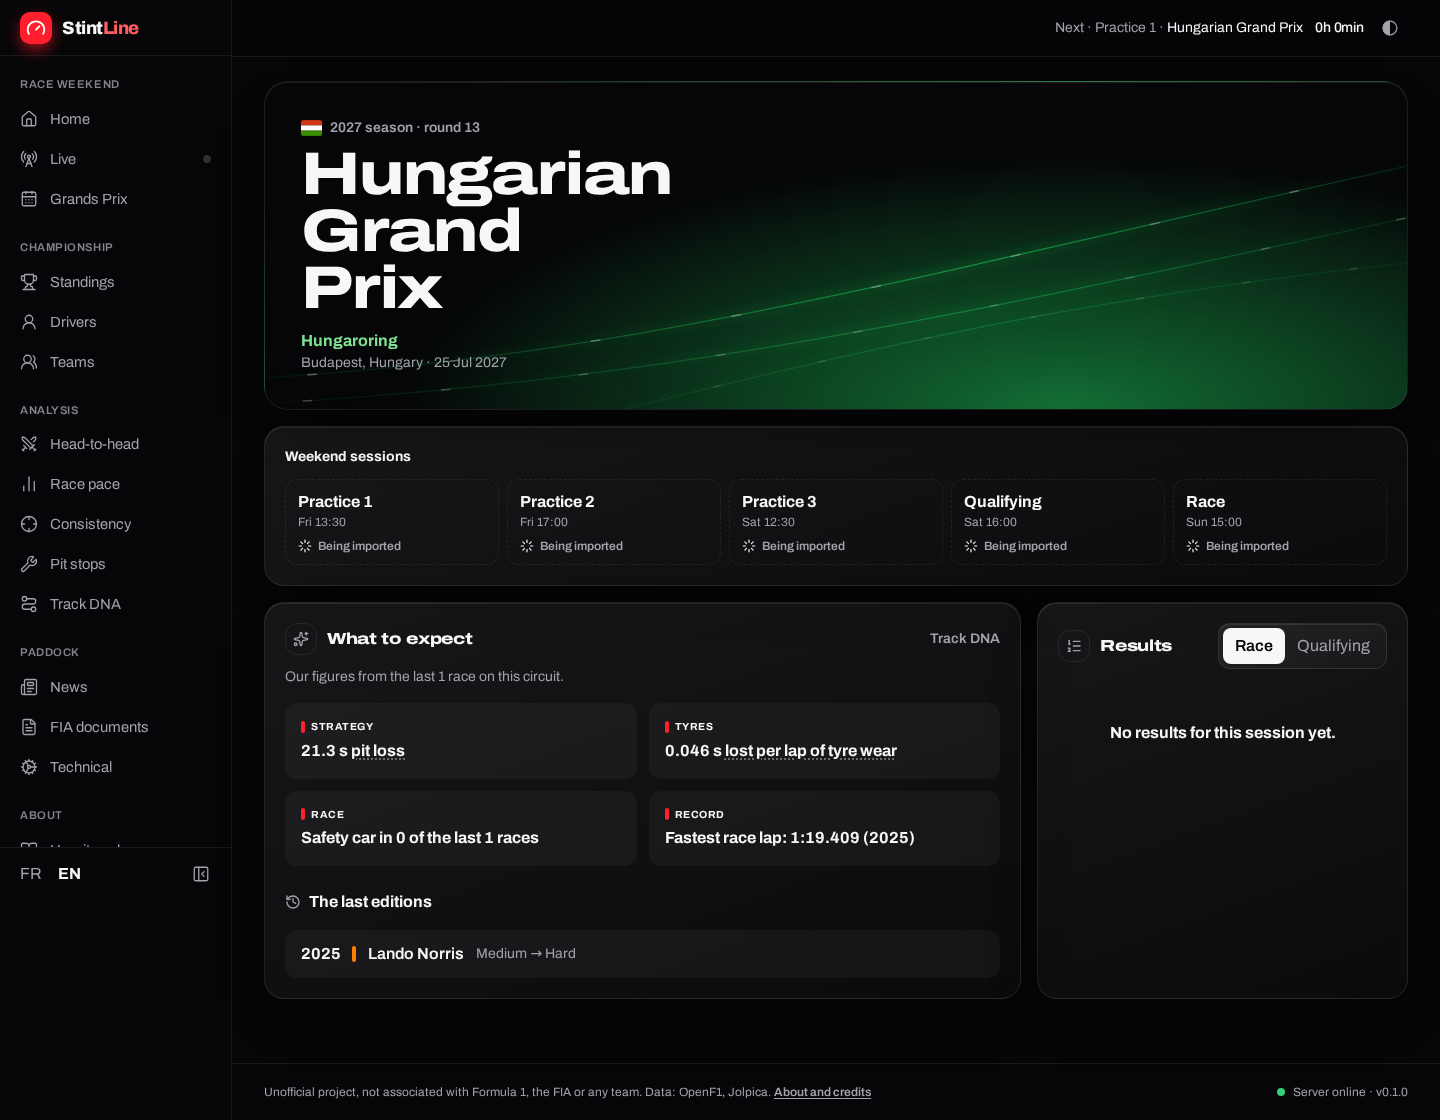 StintLine
Next · Practice 1 · Hungarian Grand Prix 0h 0min
RACE WEEKEND
Home
Live
Grands Prix
CHAMPIONSHIP
Standings
Drivers
Teams
ANALYSIS
Head-to-head
Race pace
Consistency
Pit stops
Track DNA
PADDOCK
News
FIA documents
Technical
ABOUT
FR EN
2027 season · round 13
Hungarian
Grand
Prix
Hungaroring
Budapest, Hungary · 25 Jul 2027
Weekend sessions
Practice 1
Fri 13:30
Being imported
Practice 2
Fri 17:00
Being imported
Practice 3
Sat 12:30
Being imported
Qualifying
Sat 16:00
Being imported
Race
Sun 15:00
Being imported
What to expect
Track DNA
Our figures from the last 1 race on this circuit.
STRATEGY
21.3 s pit loss
TYRES
0.046 s lost per lap of tyre wear
RACE
Safety car in 0 of the last 1 races
RECORD
Fastest race lap: 1:19.409 (2025)
The last editions
2025 Lando Norris Medium → Hard
Results
Race Qualifying
No results for this session yet.
Unofficial project, not associated with Formula 1, the FIA or any team. Data: OpenF1, Jolpica. About and credits
Server online · v0.1.0